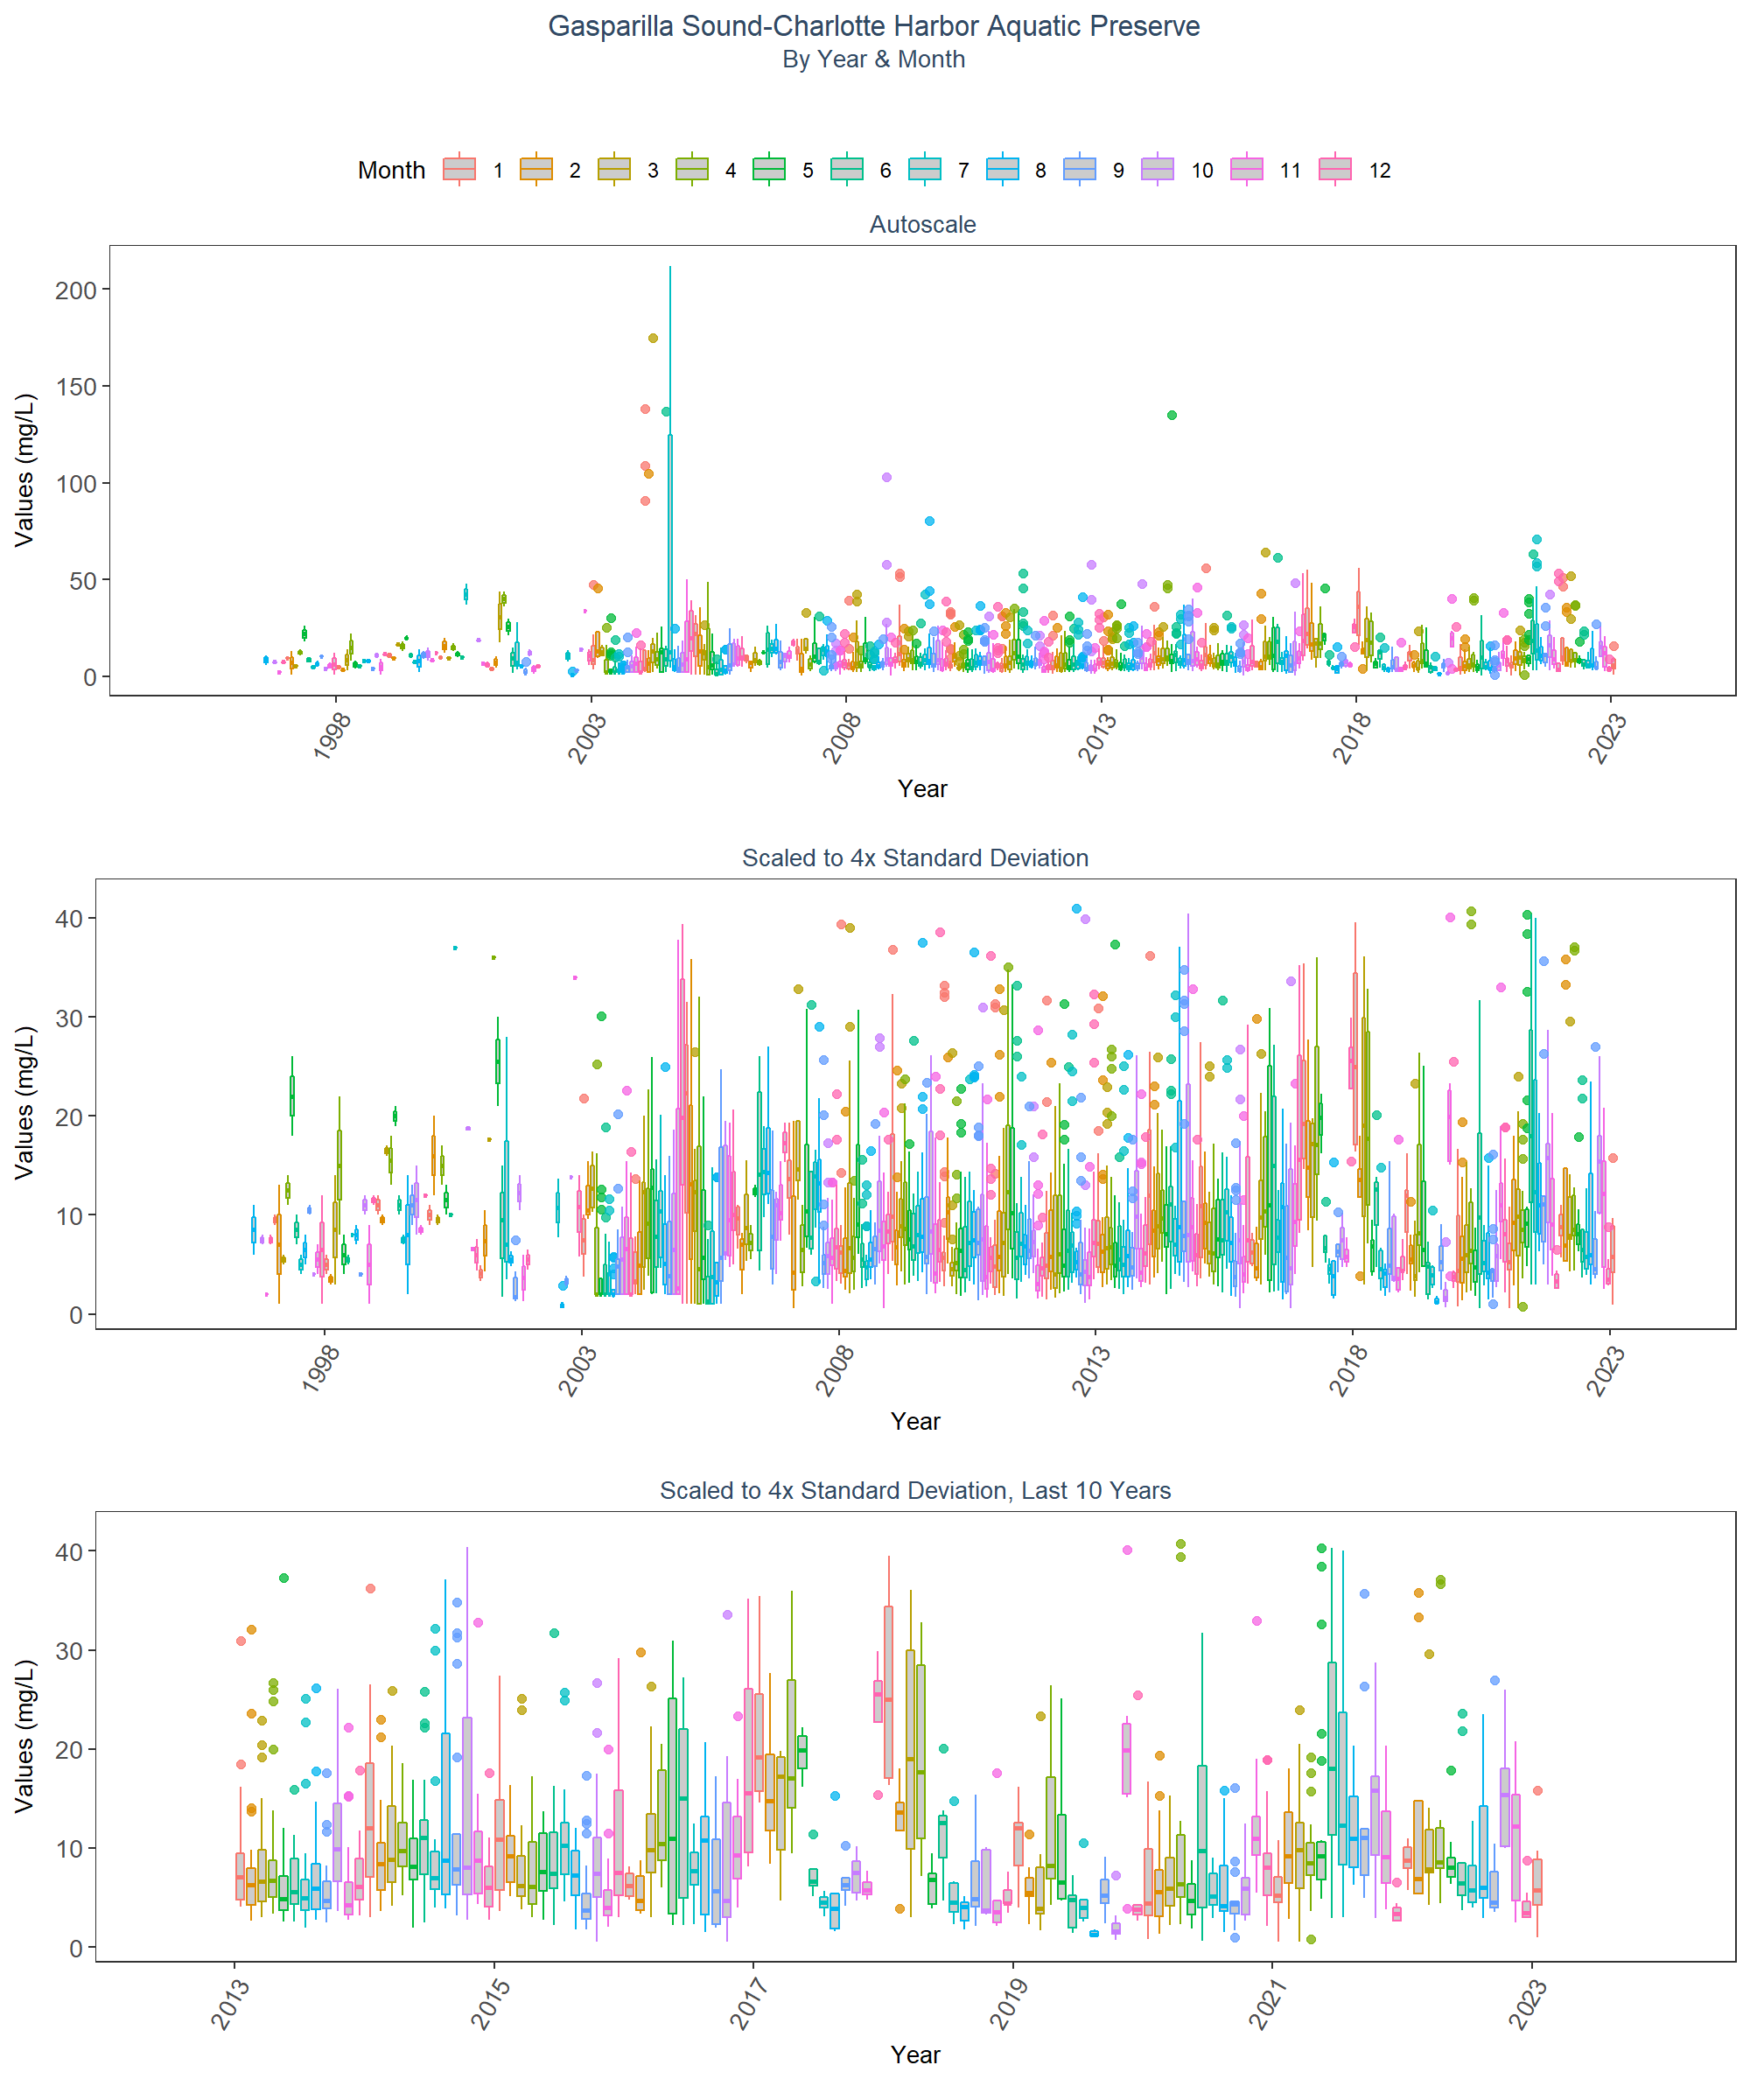 Gasparilla Sound-Charlotte Harbor Aquatic Preserve
By Year & Month
Month 1 2 3 4 5 6 7 8 9 10 11 12
Autoscale
Values (mg/L)
200
150
100
50
0
1998 2003 2008 2013 2018 2023
Year
Scaled to 4x Standard Deviation
Values (mg/L)
40
30
20
10
0
1998 2003 2008 2013 2018 2023
Year
Scaled to 4x Standard Deviation, Last 10 Years
Values (mg/L)
40
30
20
10
0
2013 2015 2017 2019 2021 2023
Year